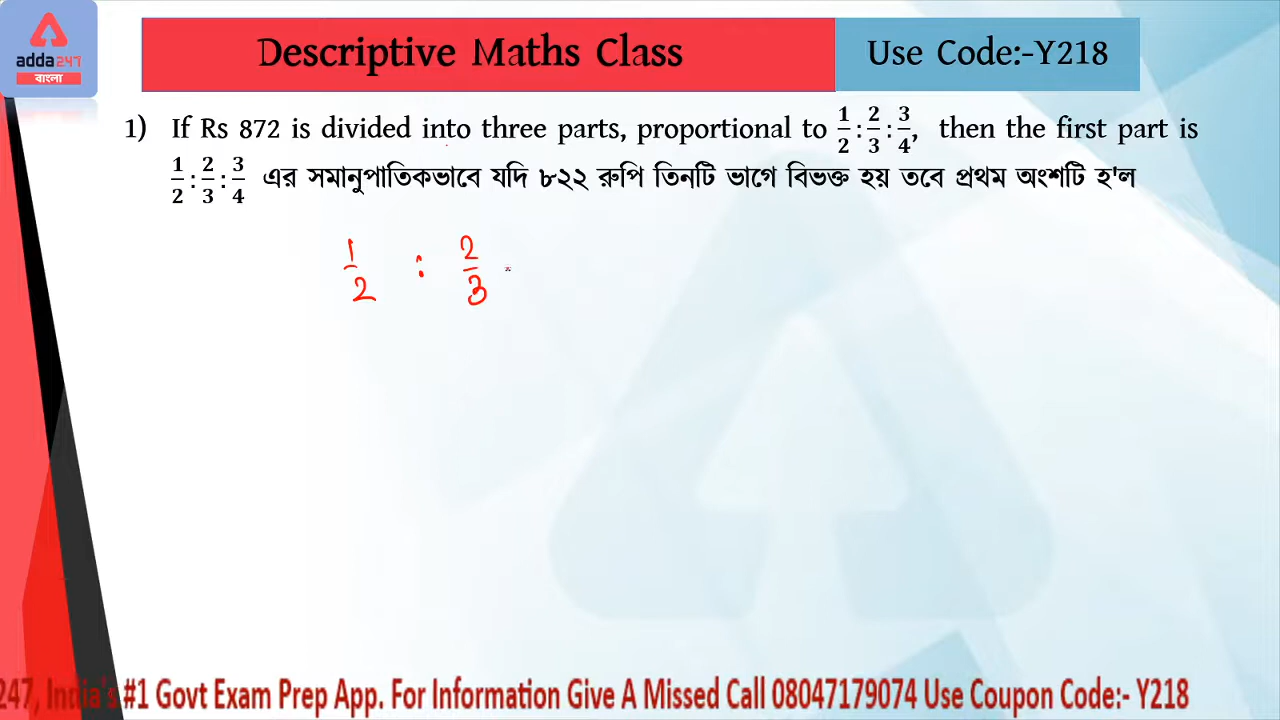 adda247
বাংলা
Descriptive Maths Class
Use Code:-Y218
1) If Rs 872 is divided into three parts, proportional to 1/2 : 2/3 : 3/4, then the first part is
1/2 : 2/3 : 3/4 এর সমানুপাতিকভাবে যদি ৮২২ রুপি তিনটি ভাগে বিভক্ত হয় তবে প্রথম অংশটি হ'ল
1/2 : 2/3
247, India's #1 Govt Exam Prep App. For Information Give A Missed Call 08047179074 Use Coupon Code:- Y218